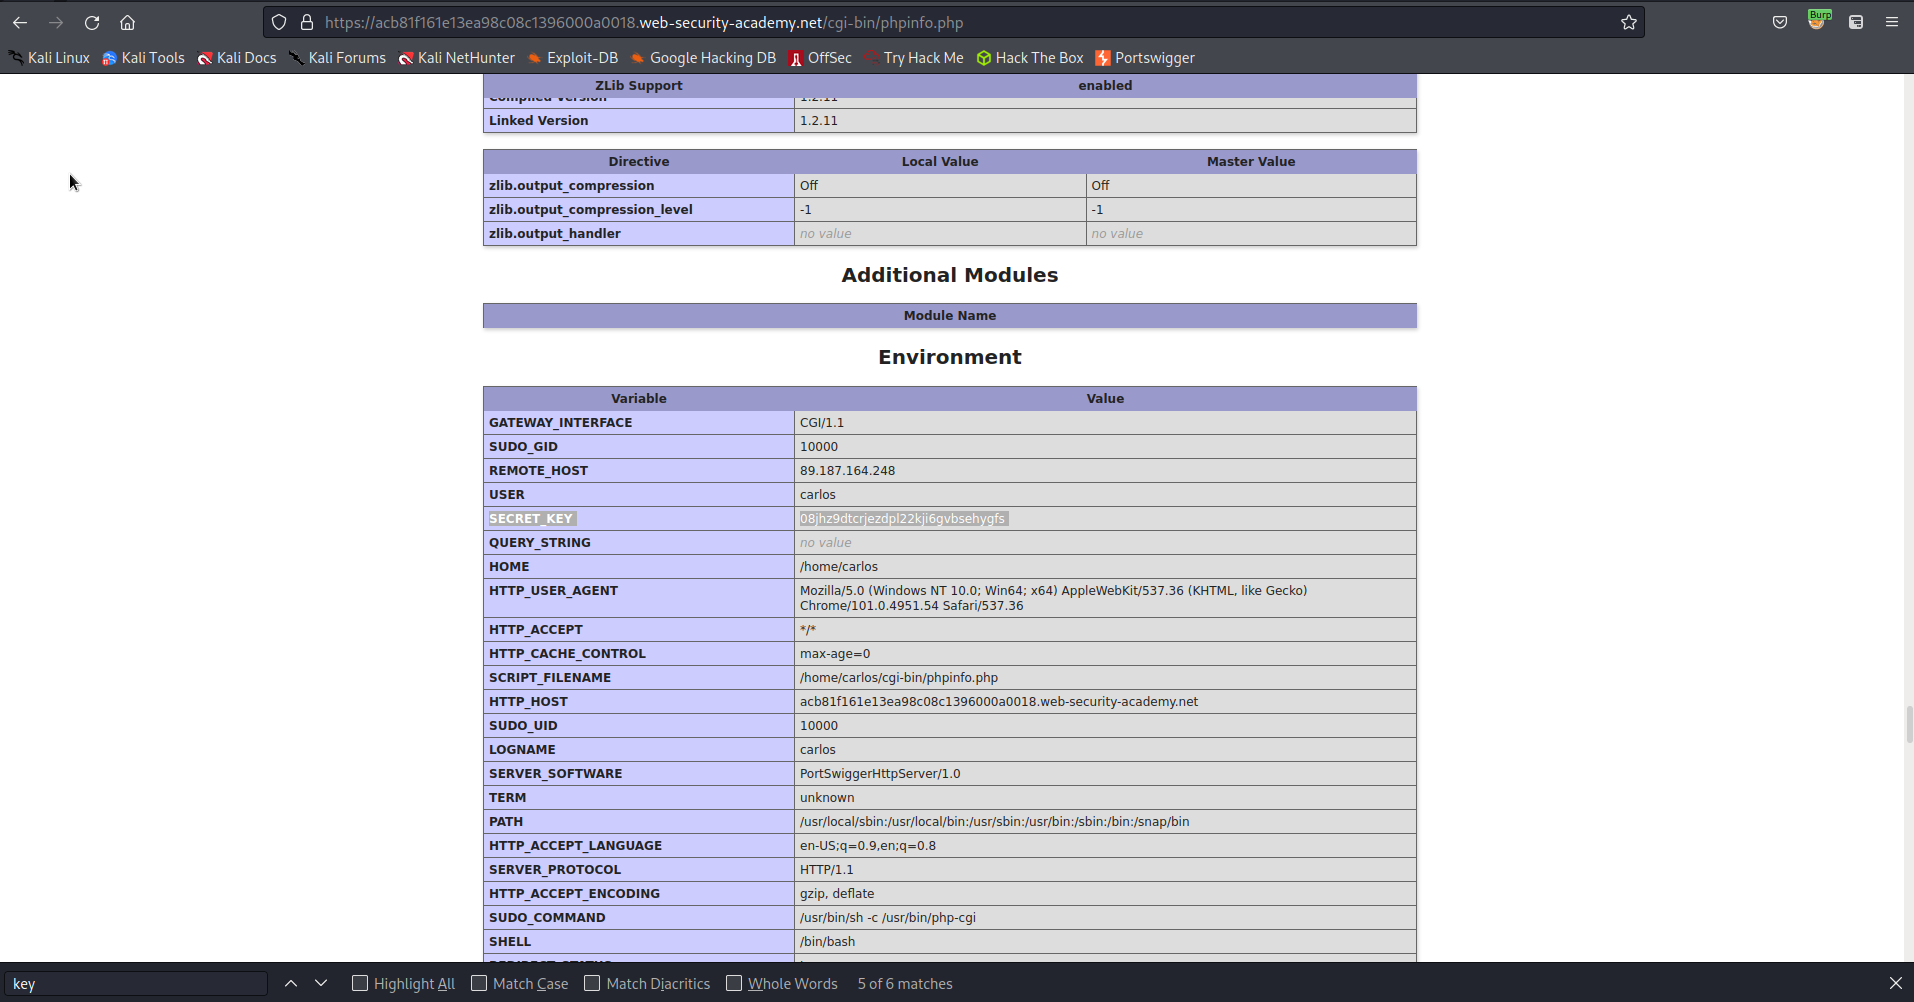 https://acb81f161e13ea98c08c1396000a0018.web-security-academy.net/cgi-bin/phpinfo.php
Burp
Kali Linux Kali Tools Kali Docs Kali Forums Kali NetHunter Exploit-DB Google Hacking DB OffSec Try Hack Me Hack The Box Portswigger
ZLib Support enabled
Compiled Version 1.2.11
Linked Version 1.2.11
Directive Local Value Master Value
zlib.output_compression Off Off
zlib.output_compression_level -1 -1
zlib.output_handler no value no value
Additional Modules
Module Name
Environment
Variable Value
GATEWAY_INTERFACE CGI/1.1
SUDO_GID 10000
REMOTE_HOST 89.187.164.248
USER carlos
SECRET_KEY 08jhz9dtcrjezdpl22kji6gvbsehygfs
QUERY_STRING no value
HOME /home/carlos
HTTP_USER_AGENT Mozilla/5.0 (Windows NT 10.0; Win64; x64) AppleWebKit/537.36 (KHTML, like Gecko)
Chrome/101.0.4951.54 Safari/537.36
HTTP_ACCEPT */*
HTTP_CACHE_CONTROL max-age=0
SCRIPT_FILENAME /home/carlos/cgi-bin/phpinfo.php
HTTP_HOST acb81f161e13ea98c08c1396000a0018.web-security-academy.net
SUDO_UID 10000
LOGNAME carlos
SERVER_SOFTWARE PortSwiggerHttpServer/1.0
TERM unknown
PATH /usr/local/sbin:/usr/local/bin:/usr/sbin:/usr/bin:/sbin:/bin:/snap/bin
HTTP_ACCEPT_LANGUAGE en-US;q=0.9,en;q=0.8
SERVER_PROTOCOL HTTP/1.1
HTTP_ACCEPT_ENCODING gzip, deflate
SUDO_COMMAND /usr/bin/sh -c /usr/bin/php-cgi
SHELL /bin/bash
key Highlight All Match Case Match Diacritics Whole Words 5 of 6 matches